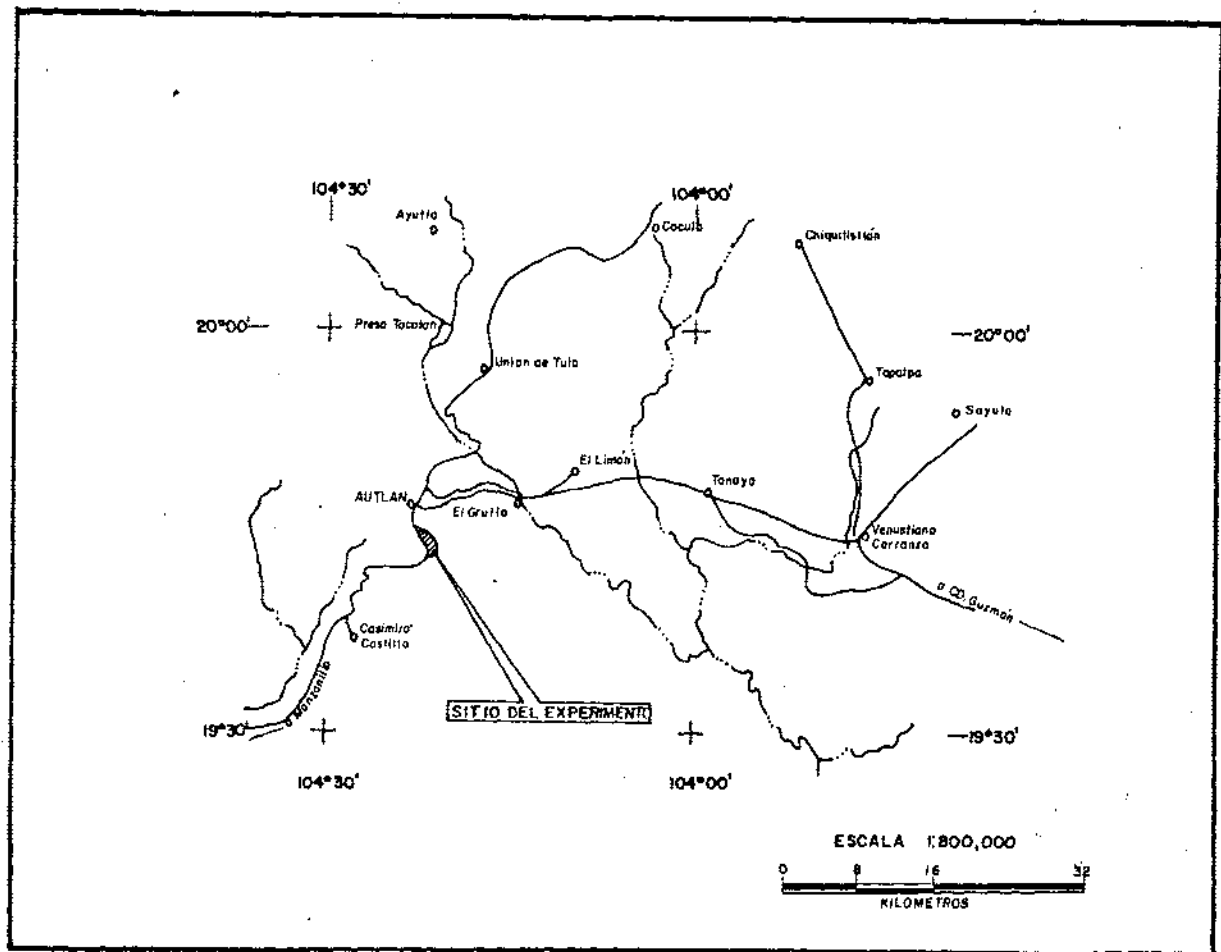 104°30'
104°00'
Ayutla
Cocula
Chiquilistlán
20°00'
Presa Tacotan
20°00'
Union de Tula
Tapalpa
Sayula
El Limón
AUTLAN
El Grullo
Tonaya
Venustiano
Carranza
a CD. Guzmán
Casimiro
Castillo
a Manzanillo
SITIO DEL EXPERIMENTO
19°30'
19°30'
104°30'
104°00'
ESCALA 1:800,000
0 8 16 32
KILOMETROS